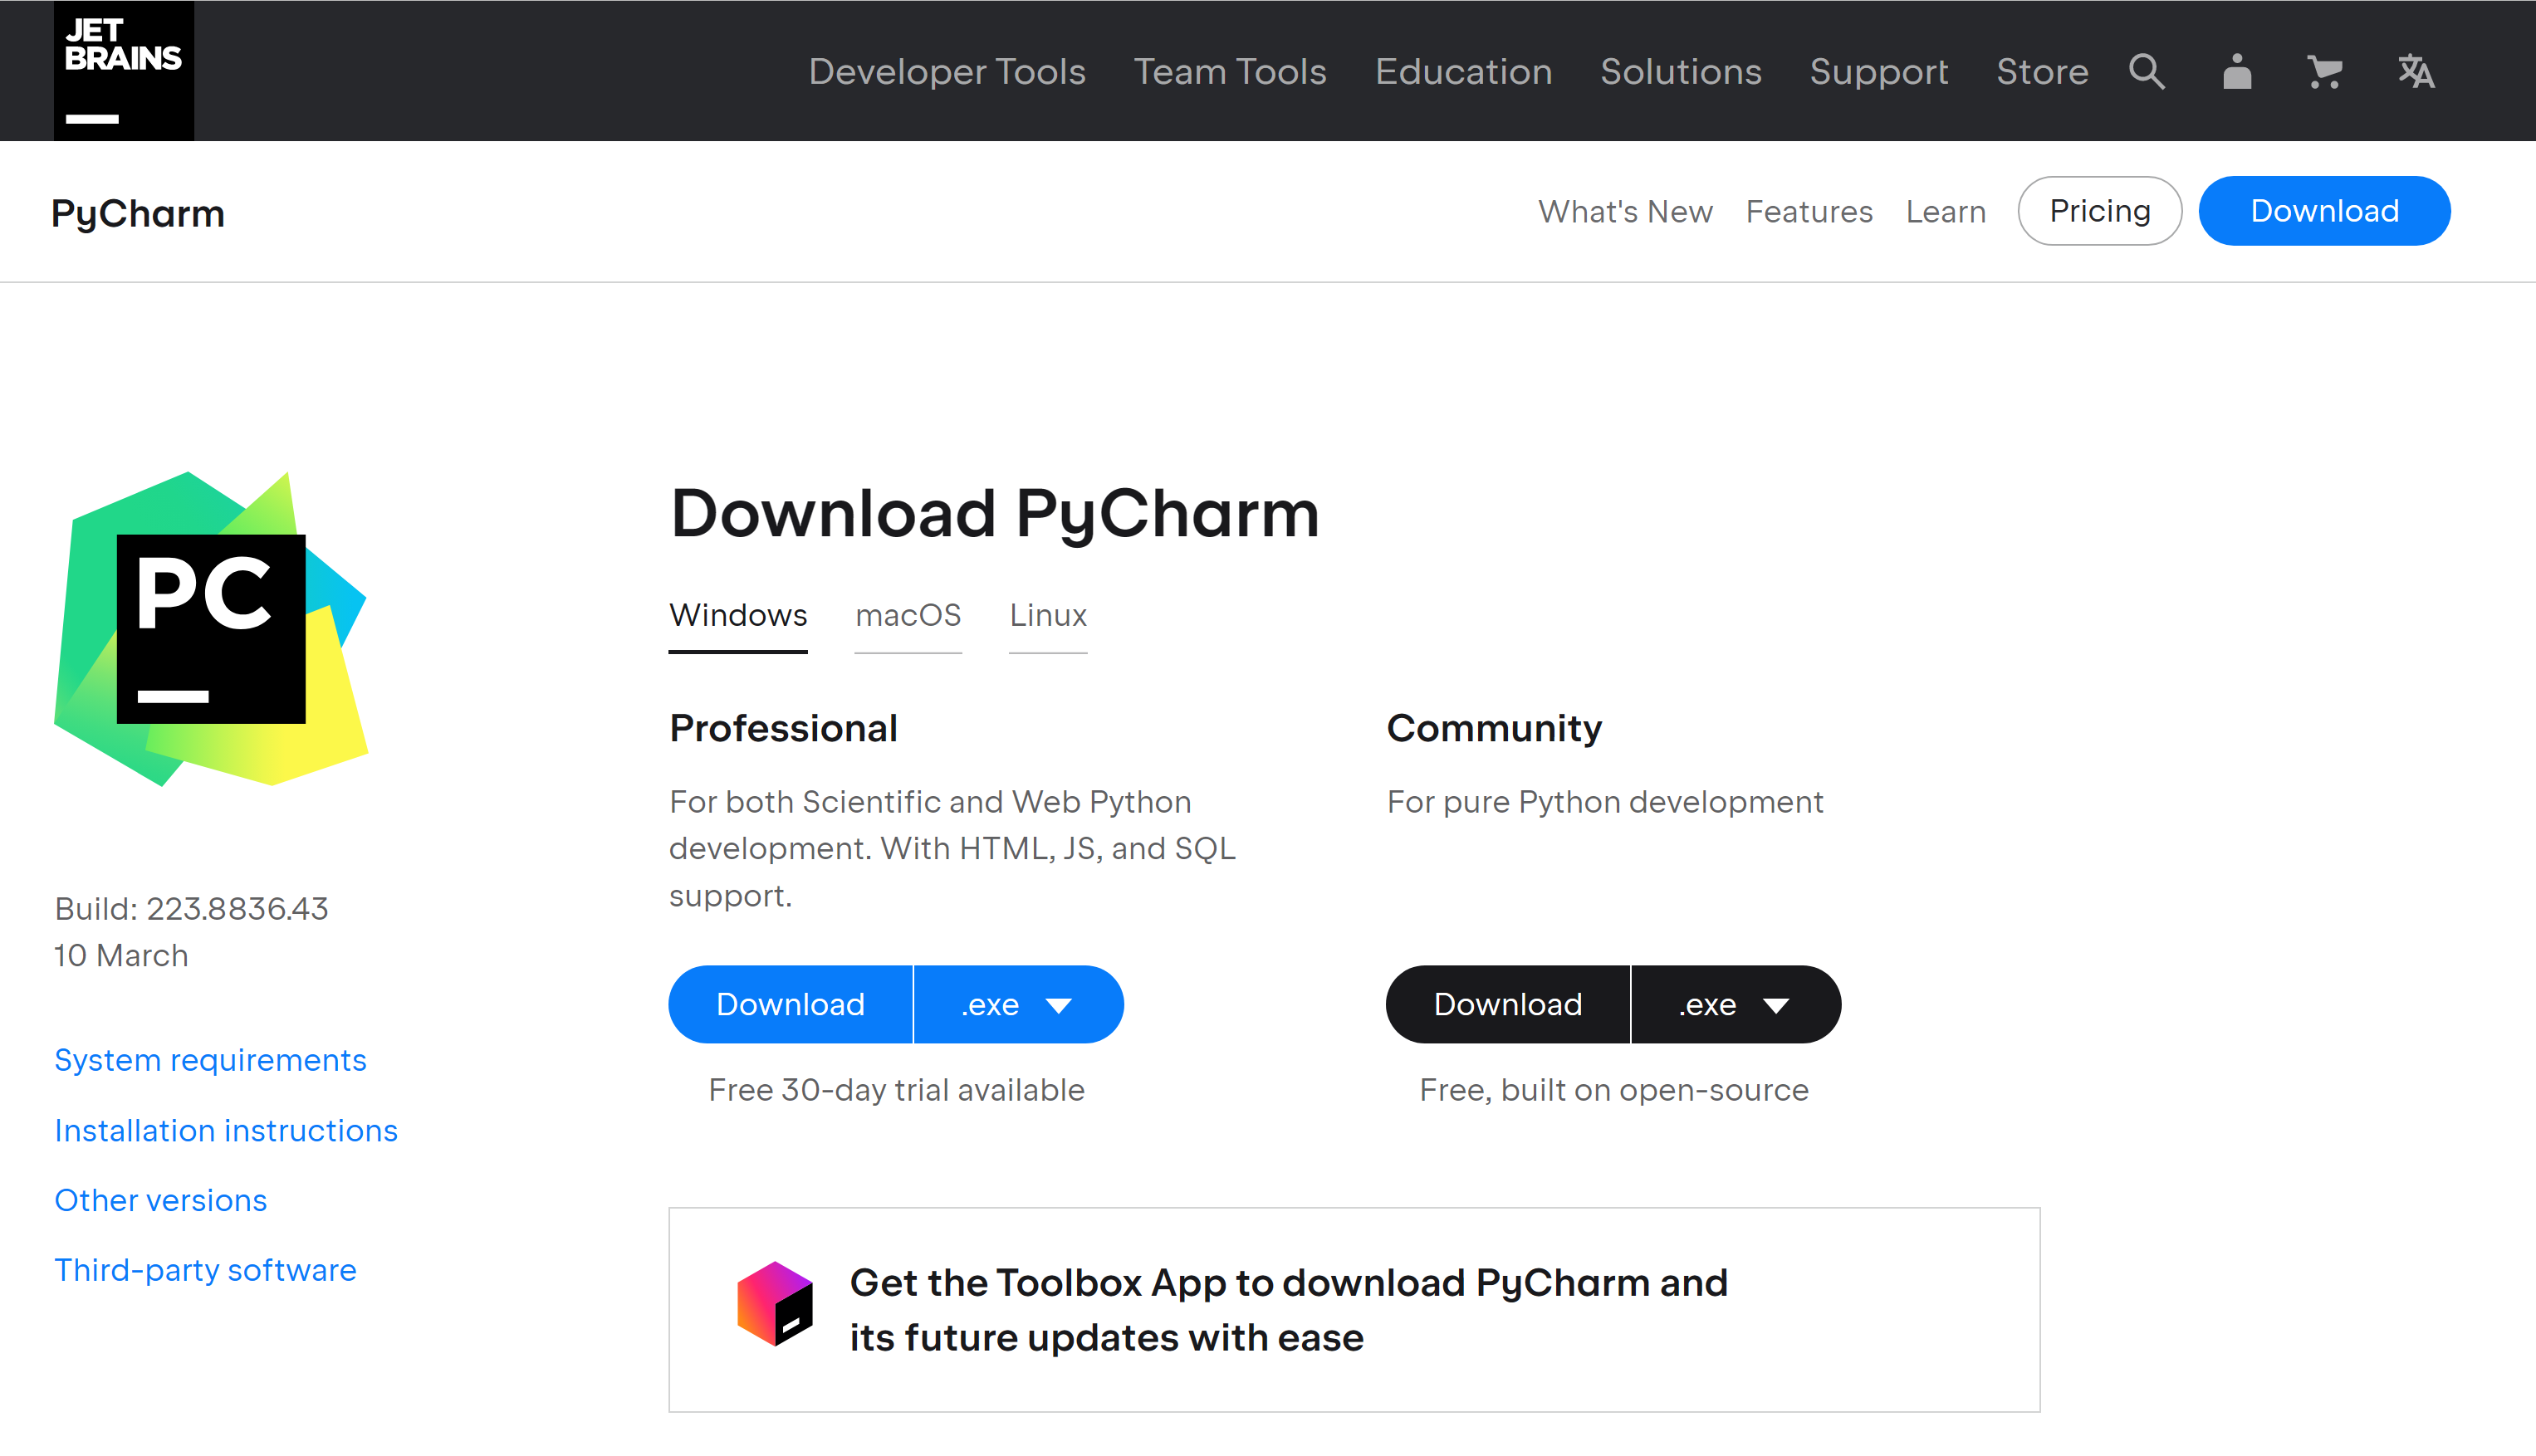 JET
BRAINS
Developer Tools Team Tools Education Solutions Support Store
PyCharm
What's New Features Learn Pricing Download
PC
Download PyCharm
Windows macOS Linux
Professional
For both Scientific and Web Python
development. With HTML, JS, and SQL
support.
Download .exe
Free 30-day trial available
Community
For pure Python development
Download .exe
Free, built on open-source
Build: 223.8836.43
10 March
System requirements
Installation instructions
Other versions
Third-party software
Get the Toolbox App to download PyCharm and
its future updates with ease